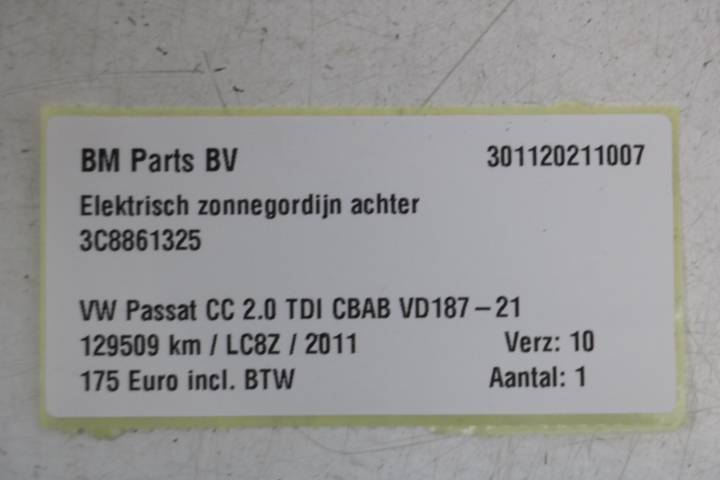 BM Parts BV 301120211007
Elektrisch zonnegordijn achter
3C8861325
VW Passat CC 2.0 TDI CBAB VD187-21
129509 km / LC8Z / 2011 Verz: 10
175 Euro incl. BTW Aantal: 1